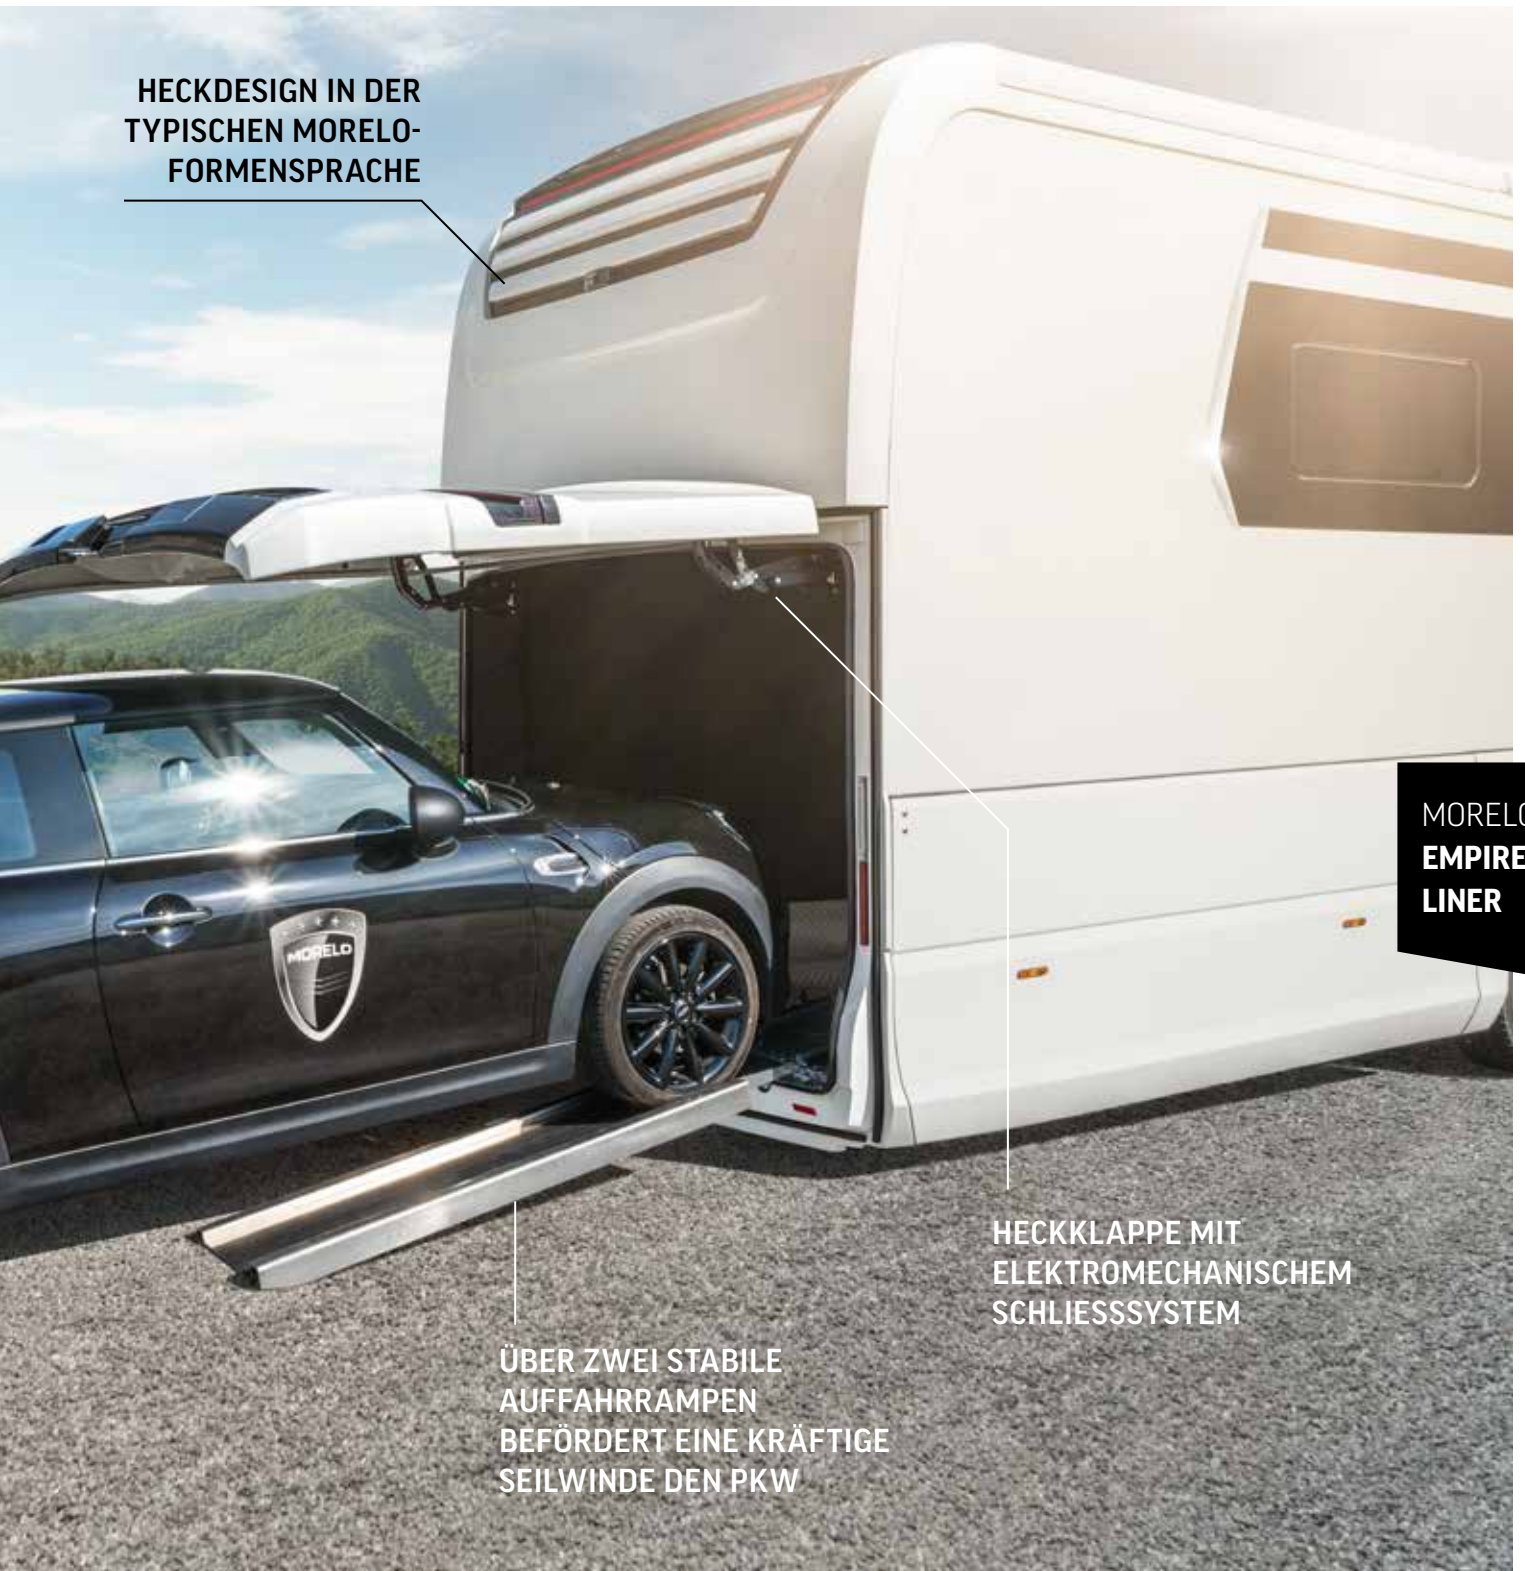 HECKDESIGN IN DER
TYPISCHEN MORELO-
FORMENSPRACHE
MORELO
EMPIRE
LINER
MORELO
HECKKLAPPE MIT
ELEKTROMECHANISCHEM
SCHLIESSSYSTEM
ÜBER ZWEI STABILE
AUFFAHRRAMPEN
BEFÖRDERT EINE KRÄFTIGE
SEILWINDE DEN PKW